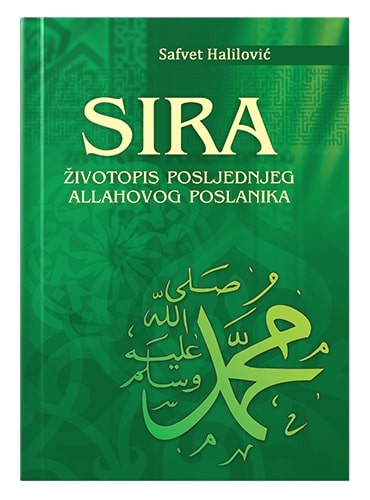 Safvet Halilović
SIRA
ŽIVOTOPIS POSLJEDNJEG
ALLAHOVOG POSLANIKA
صلى
الله
عليه
وسلم
محمد